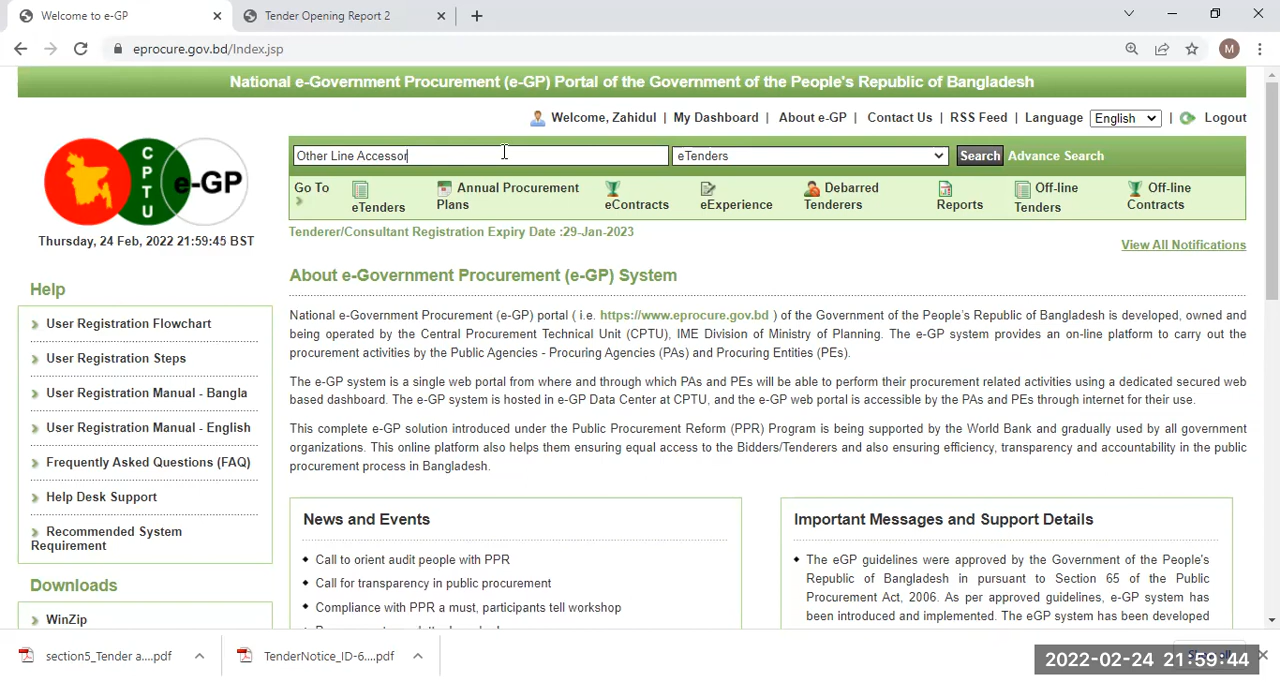 Welcome to e-GP
Tender Opening Report 2
eprocure.gov.bd/Index.jsp
M
National e-Government Procurement (e-GP) Portal of the Government of the People's Republic of Bangladesh
Welcome, Zahidul | My Dashboard | About e-GP | Contact Us | RSS Feed | Language English | Logout
Other Line Accessor
eTenders
Search
Advance Search
C
P
T
U
e-GP
Go To
eTenders
Annual Procurement
Plans
eContracts
eExperience
Debarred
Tenderers
Reports
Off-line
Tenders
Off-line
Contracts
Thursday, 24 Feb, 2022 21:59:45 BST
Tenderer/Consultant Registration Expiry Date :29-Jan-2023
View All Notifications
Help
User Registration Flowchart
User Registration Steps
User Registration Manual - Bangla
User Registration Manual - English
Frequently Asked Questions (FAQ)
Help Desk Support
Recommended System
Requirement
Downloads
WinZip
About e-Government Procurement (e-GP) System
National e-Government Procurement (e-GP) portal ( i.e. https://www.eprocure.gov.bd ) of the Government of the People's Republic of Bangladesh is developed, owned and
being operated by the Central Procurement Technical Unit (CPTU), IME Division of Ministry of Planning. The e-GP system provides an on-line platform to carry out the
procurement activities by the Public Agencies - Procuring Agencies (PAs) and Procuring Entities (PEs).
The e-GP system is a single web portal from where and through which PAs and PEs will be able to perform their procurement related activities using a dedicated secured web
based dashboard. The e-GP system is hosted in e-GP Data Center at CPTU, and the e-GP web portal is accessible by the PAs and PEs through internet for their use.
This complete e-GP solution introduced under the Public Procurement Reform (PPR) Program is being supported by the World Bank and gradually used by all government
organizations. This online platform also helps them ensuring equal access to the Bidders/Tenderers and also ensuring efficiency, transparency and accountability in the public
procurement process in Bangladesh.
News and Events
Call to orient audit people with PPR
Call for transparency in public procurement
Compliance with PPR a must, participants tell workshop
Important Messages and Support Details
The eGP guidelines were approved by the Government of the People's
Republic of Bangladesh in pursuant to Section 65 of the Public
Procurement Act, 2006. As per approved guidelines, e-GP system has
been introduced and implemented. The eGP system has been developed
section5_Tender a....pdf
TenderNotice_ID-6....pdf
2022-02-24 21:59:44